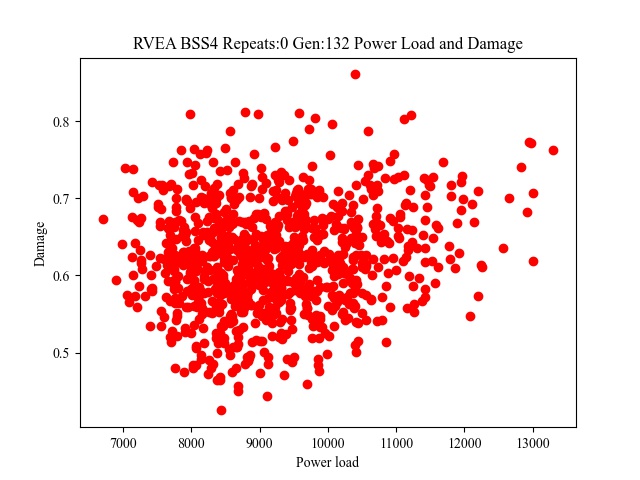 RVEA BSS4 Repeats:0 Gen:132 Power Load and Damage
0.8
0.7
0.6
0.5
Damage
7000 8000 9000 10000 11000 12000 13000
Power load